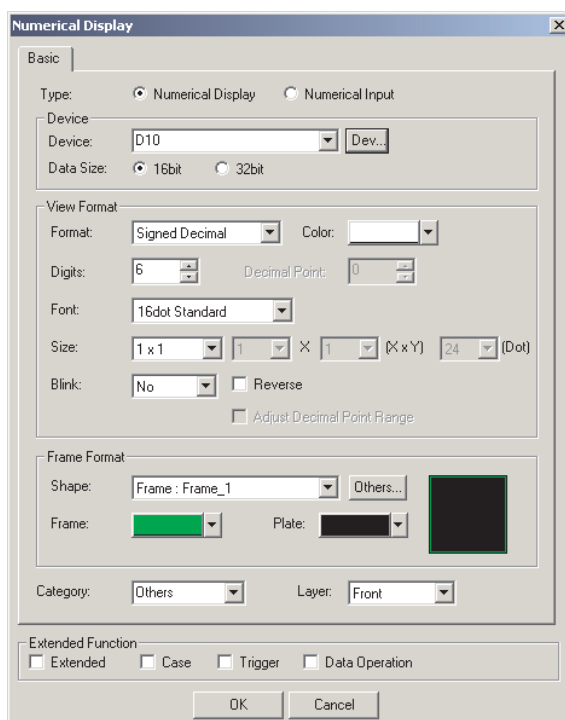 Numerical Display
Basic
Type: Numerical Display Numerical Input
Device
Device: D10 Dev...
Data Size: 16bit 32bit
View Format
Format: Signed Decimal Color:
Digits: 6 Decimal Point: 0
Font: 16dot Standard
Size: 1 x 1 1 X 1 (X x Y) 24 (Dot)
Blink: No Reverse
Adjust Decimal Point Range
Frame Format
Shape: Frame : Frame_1 Others...
Frame: Plate:
Category: Others Layer: Front
Extended Function
Extended Case Trigger Data Operation
OK Cancel